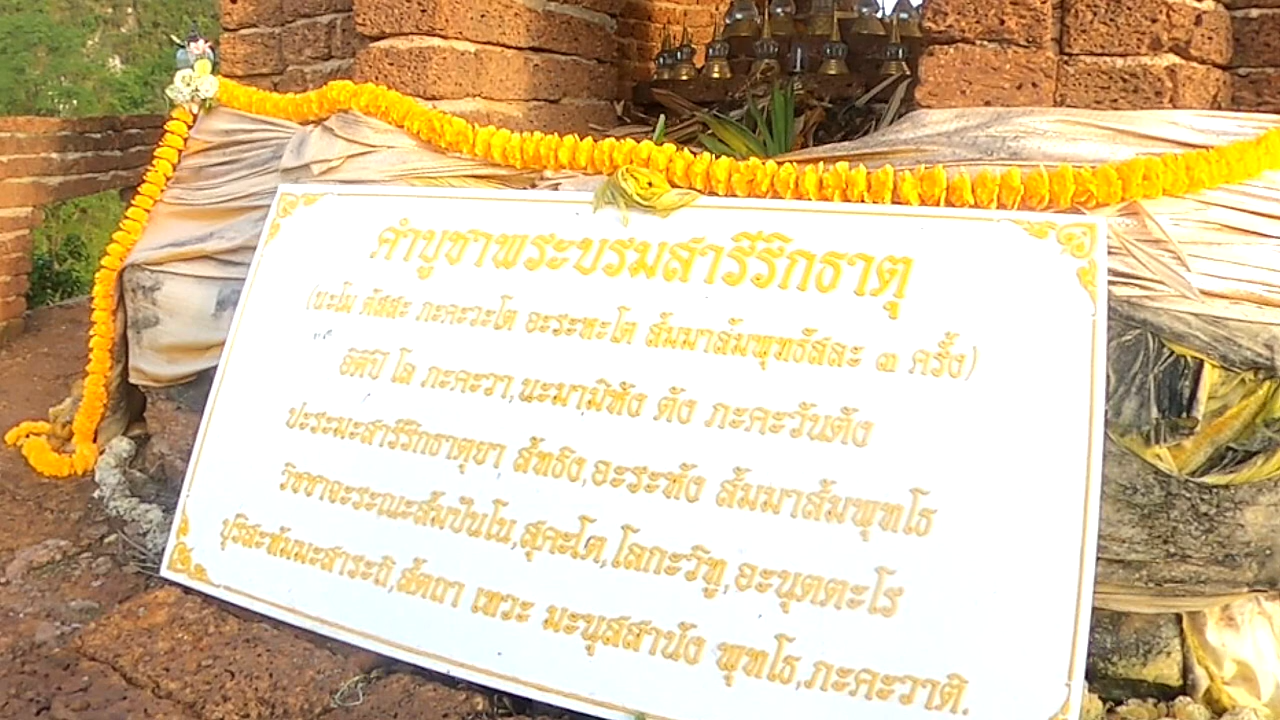 คำบูชาพระบรมสารีริกธาตุ
(นะโม ตัสสะ ภะคะวะโต อะระหะโต สัมมาสัมพุทธัสสะ ๓ ครั้ง)
อิติปิ โส ภะคะวา,นะมามิหัง ตัง ภะคะวันตัง
ปะระมะสารีริกธาตุยา สัทธิง,อะระหัง สัมมาสัมพุทโธ
วิชชาจะระณะสัมปันโน,สุคะโต,โลกะวิทู,อะนุตตะโร
ปุริสะทัมมะสาระถิ,สัตถา เทวะ มะนุสสานัง พุทโธ,ภะคะวาติ.